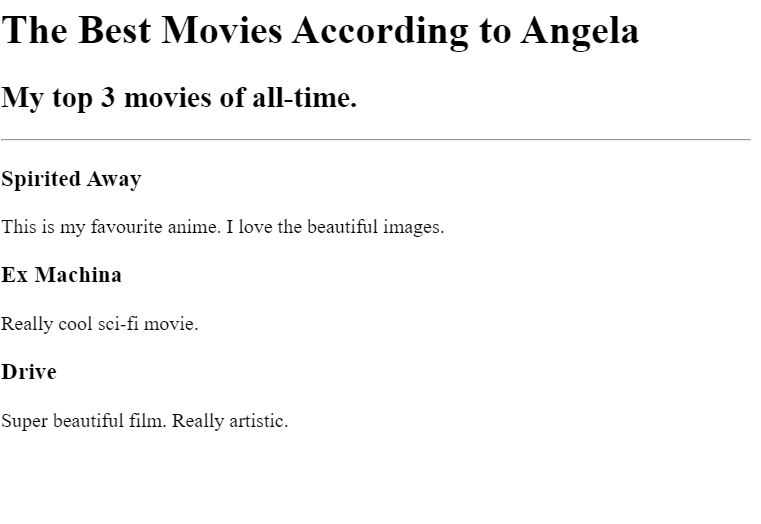 The Best Movies According to Angela
My top 3 movies of all-time.
Spirited Away
This is my favourite anime. I love the beautiful images.
Ex Machina
Really cool sci-fi movie.
Drive
Super beautiful film. Really artistic.